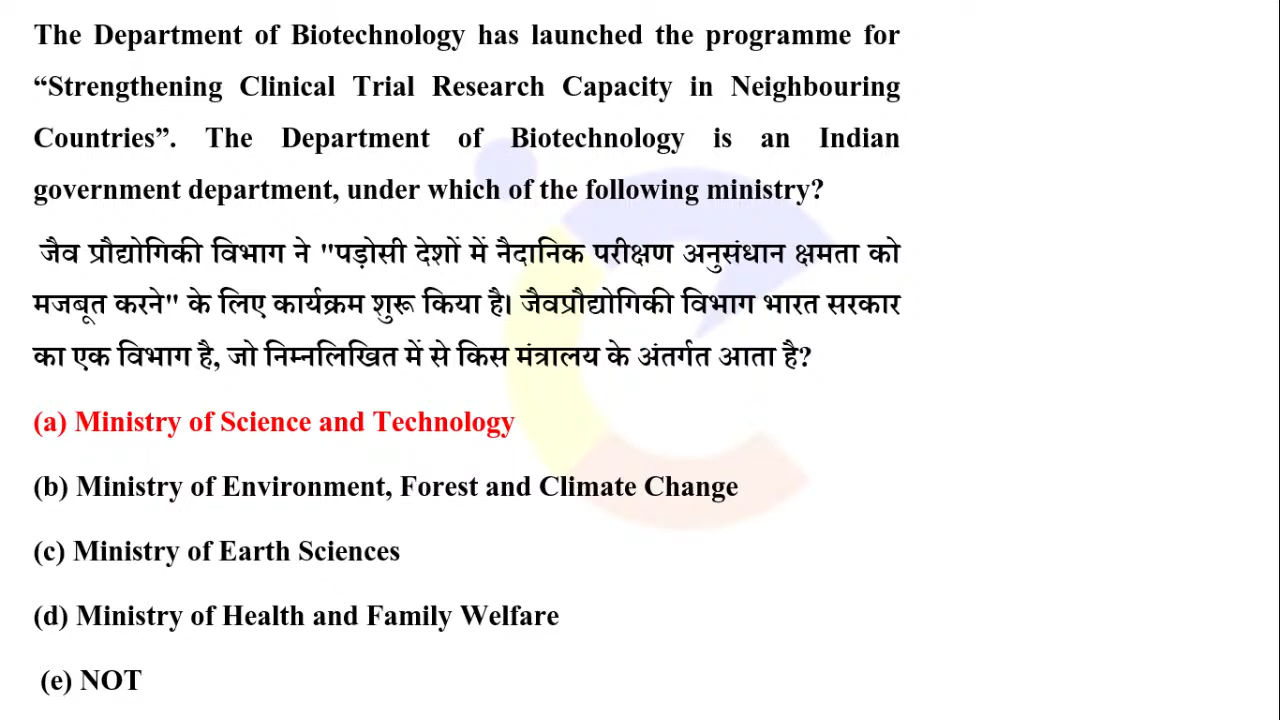 The Department of Biotechnology has launched the programme for
“Strengthening Clinical Trial Research Capacity in Neighbouring
Countries”. The Department of Biotechnology is an Indian
government department, under which of the following ministry?
जैव प्रौद्योगिकी विभाग ने "पड़ोसी देशों में नैदानिक परीक्षण अनुसंधान क्षमता को
मजबूत करने" के लिए कार्यक्रम शुरू किया है। जैवप्रौद्योगिकी विभाग भारत सरकार
का एक विभाग है, जो निम्नलिखित में से किस मंत्रालय के अंतर्गत आता है?
(a) Ministry of Science and Technology
(b) Ministry of Environment, Forest and Climate Change
(c) Ministry of Earth Sciences
(d) Ministry of Health and Family Welfare
(e) NOT